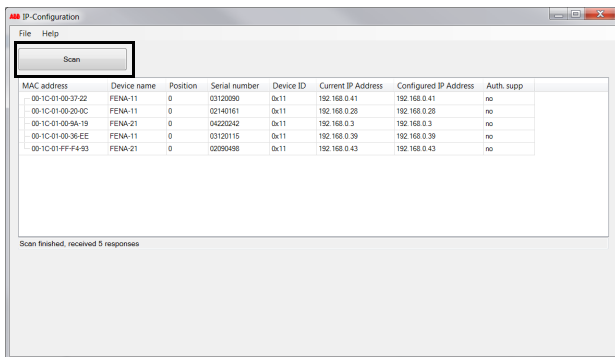 ABB IP-Configuration
File Help
Scan
MAC address Device name Position Serial number Device ID Current IP Address Configured IP Address Auth. supp
00-1C-01-00-37-22 FENA-11 0 03120090 0x11 192.168.0.41 192.168.0.41 no
00-1C-01-00-20-0C FENA-11 0 02140161 0x11 192.168.0.28 192.168.0.28 no
00-1C-01-00-9A-19 FENA-21 0 04220242 0x11 192.168.0.3 192.168.0.3 no
00-1C-01-00-36-EE FENA-11 0 03120115 0x11 192.168.0.39 192.168.0.39 no
00-1C-01-FF-F4-93 FENA-21 0 02090498 0x11 192.168.0.43 192.168.0.43 no
Scan finished, received 5 responses